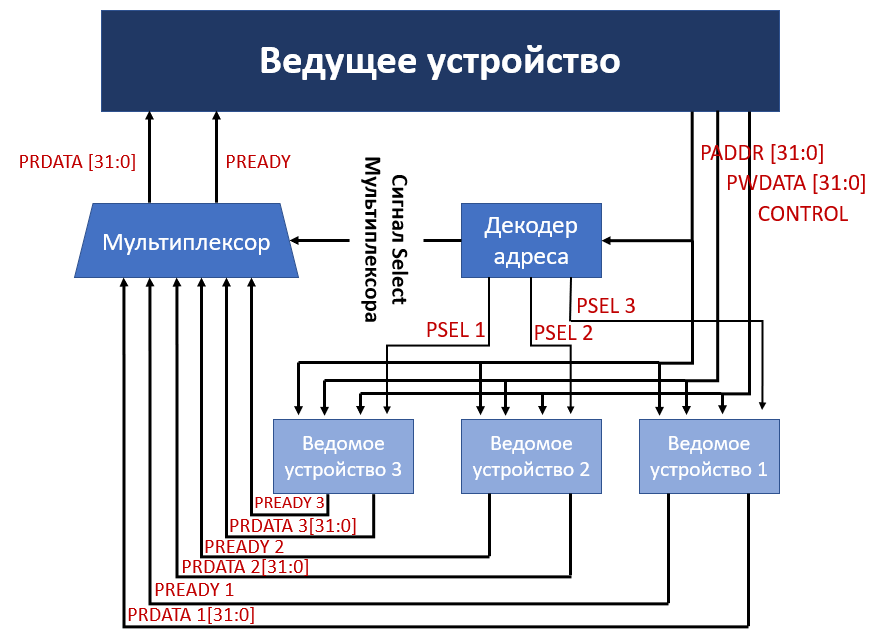 Ведущее устройство
PRDATA [31:0]
PREADY
PADDR [31:0]
PWDATA [31:0]
CONTROL
Сигнал Select
Мультиплексора
Мультиплексор
Декодер
адреса
PSEL 1
PSEL 2
PSEL 3
Ведомое
устройство 3
Ведомое
устройство 2
Ведомое
устройство 1
PREADY 3
PRDATA 3[31:0]
PREADY 2
PRDATA 2[31:0]
PREADY 1
PRDATA 1[31:0]